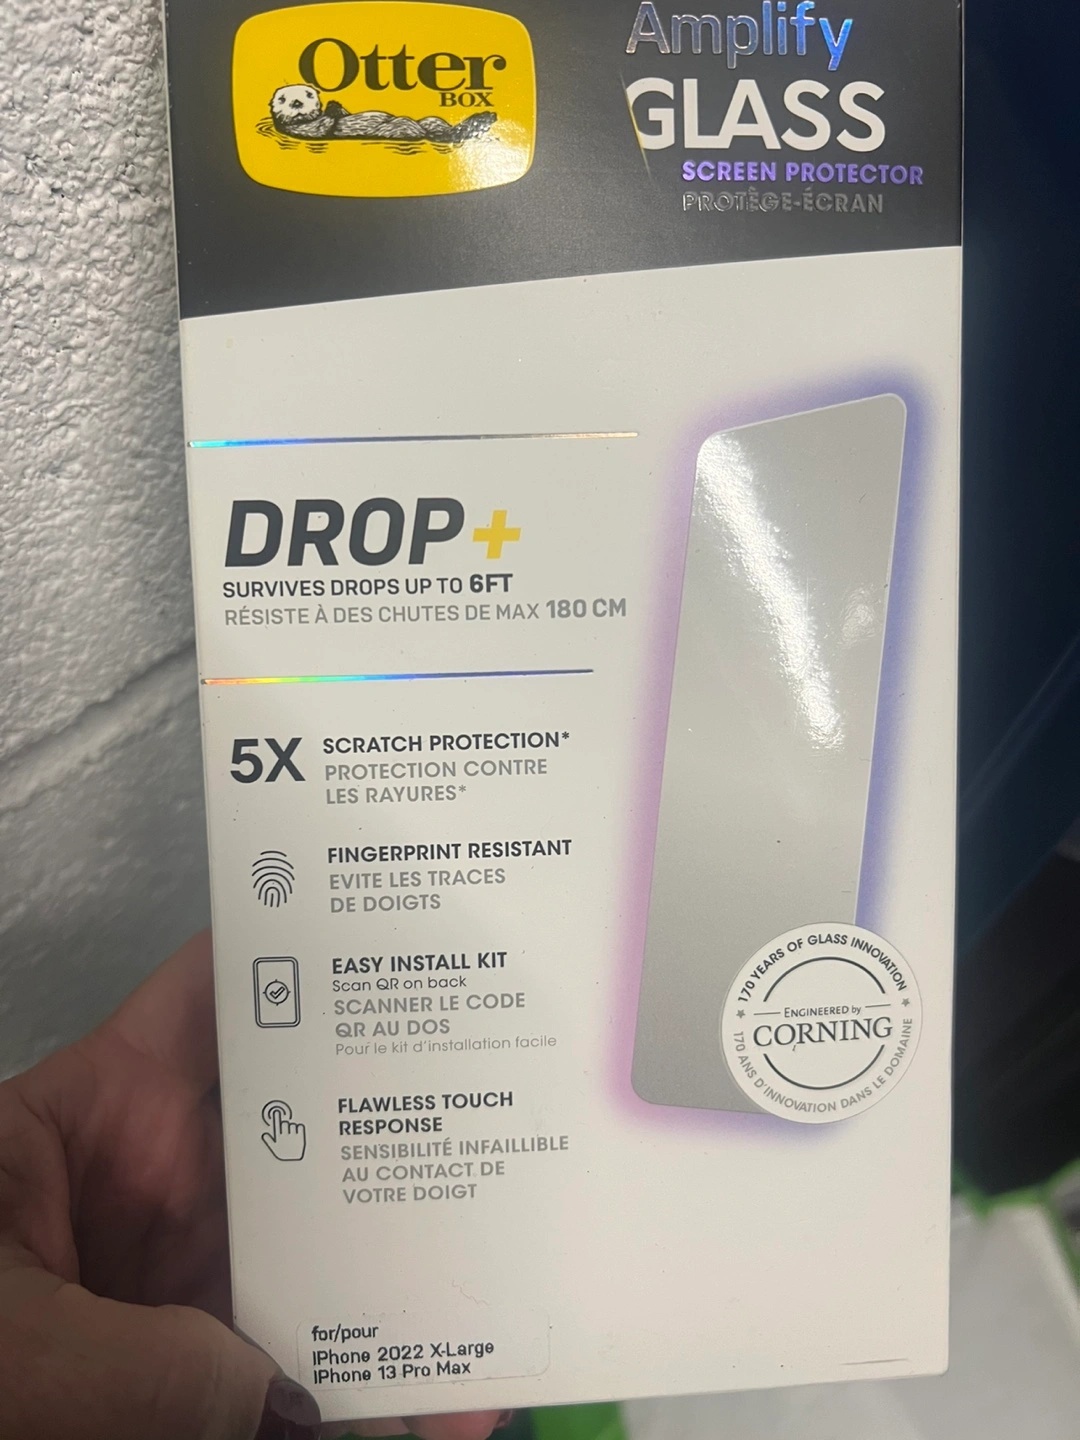 Otter
BOX
Amplify
GLASS
SCREEN PROTECTOR
PROTÈGE-ÉCRAN
DROP+
SURVIVES DROPS UP TO 6FT
RÉSISTE À DES CHUTES DE MAX 180 CM
5X
SCRATCH PROTECTION*
PROTECTION CONTRE
LES RAYURES*
FINGERPRINT RESISTANT
EVITE LES TRACES
DE DOIGTS
EASY INSTALL KIT
Scan QR on back
SCANNER LE CODE
QR AU DOS
Pour le kit d'installation facile
FLAWLESS TOUCH
RESPONSE
SENSIBILITÉ INFAILLIBLE
AU CONTACT DE
VOTRE DOIGT
170 YEARS OF GLASS INNOVATION
ENGINEERED by
CORNING
170 ANS D'INNOVATION DANS LE DOMAINE
for/pour
IPhone 2022 X-Large
IPhone 13 Pro Max